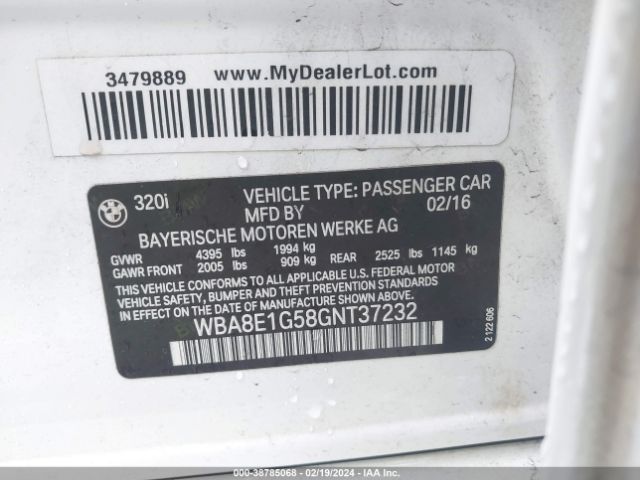 3479889 www.MyDealerLot.com
320i VEHICLE TYPE: PASSENGER CAR
MFD BY 02/16
BAYERISCHE MOTOREN WERKE AG
GVWR 4395 lbs 1994 kg
GAWR FRONT 2005 lbs 909 kg REAR 2525 lbs 1145 kg
THIS VEHICLE CONFORMS TO ALL APPLICABLE U.S. FEDERAL MOTOR
VEHICLE SAFETY, BUMPER AND THEFT PREVENTION STANDARDS IN
EFFECT ON THE DATE OF MANUFACTURE SHOWN ABOVE.
WBA8E1G58GNT37232
2 122 606
000-38785068 - 02/19/2024 - IAA Inc.